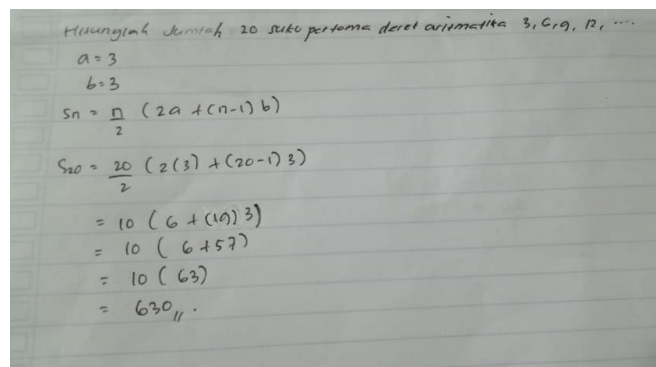 Hitunglah Jumlah 20 suku pertama deret aritmatika 3, 6, 9, 12, ....
a = 3
b = 3
Sn = n/2 (2a + (n-1) b)
S20 = 20/2 (2(3) + (20-1) 3)
= 10 (6 + (19) 3)
= 10 (6 + 57)
= 10 (63)
= 630,,.